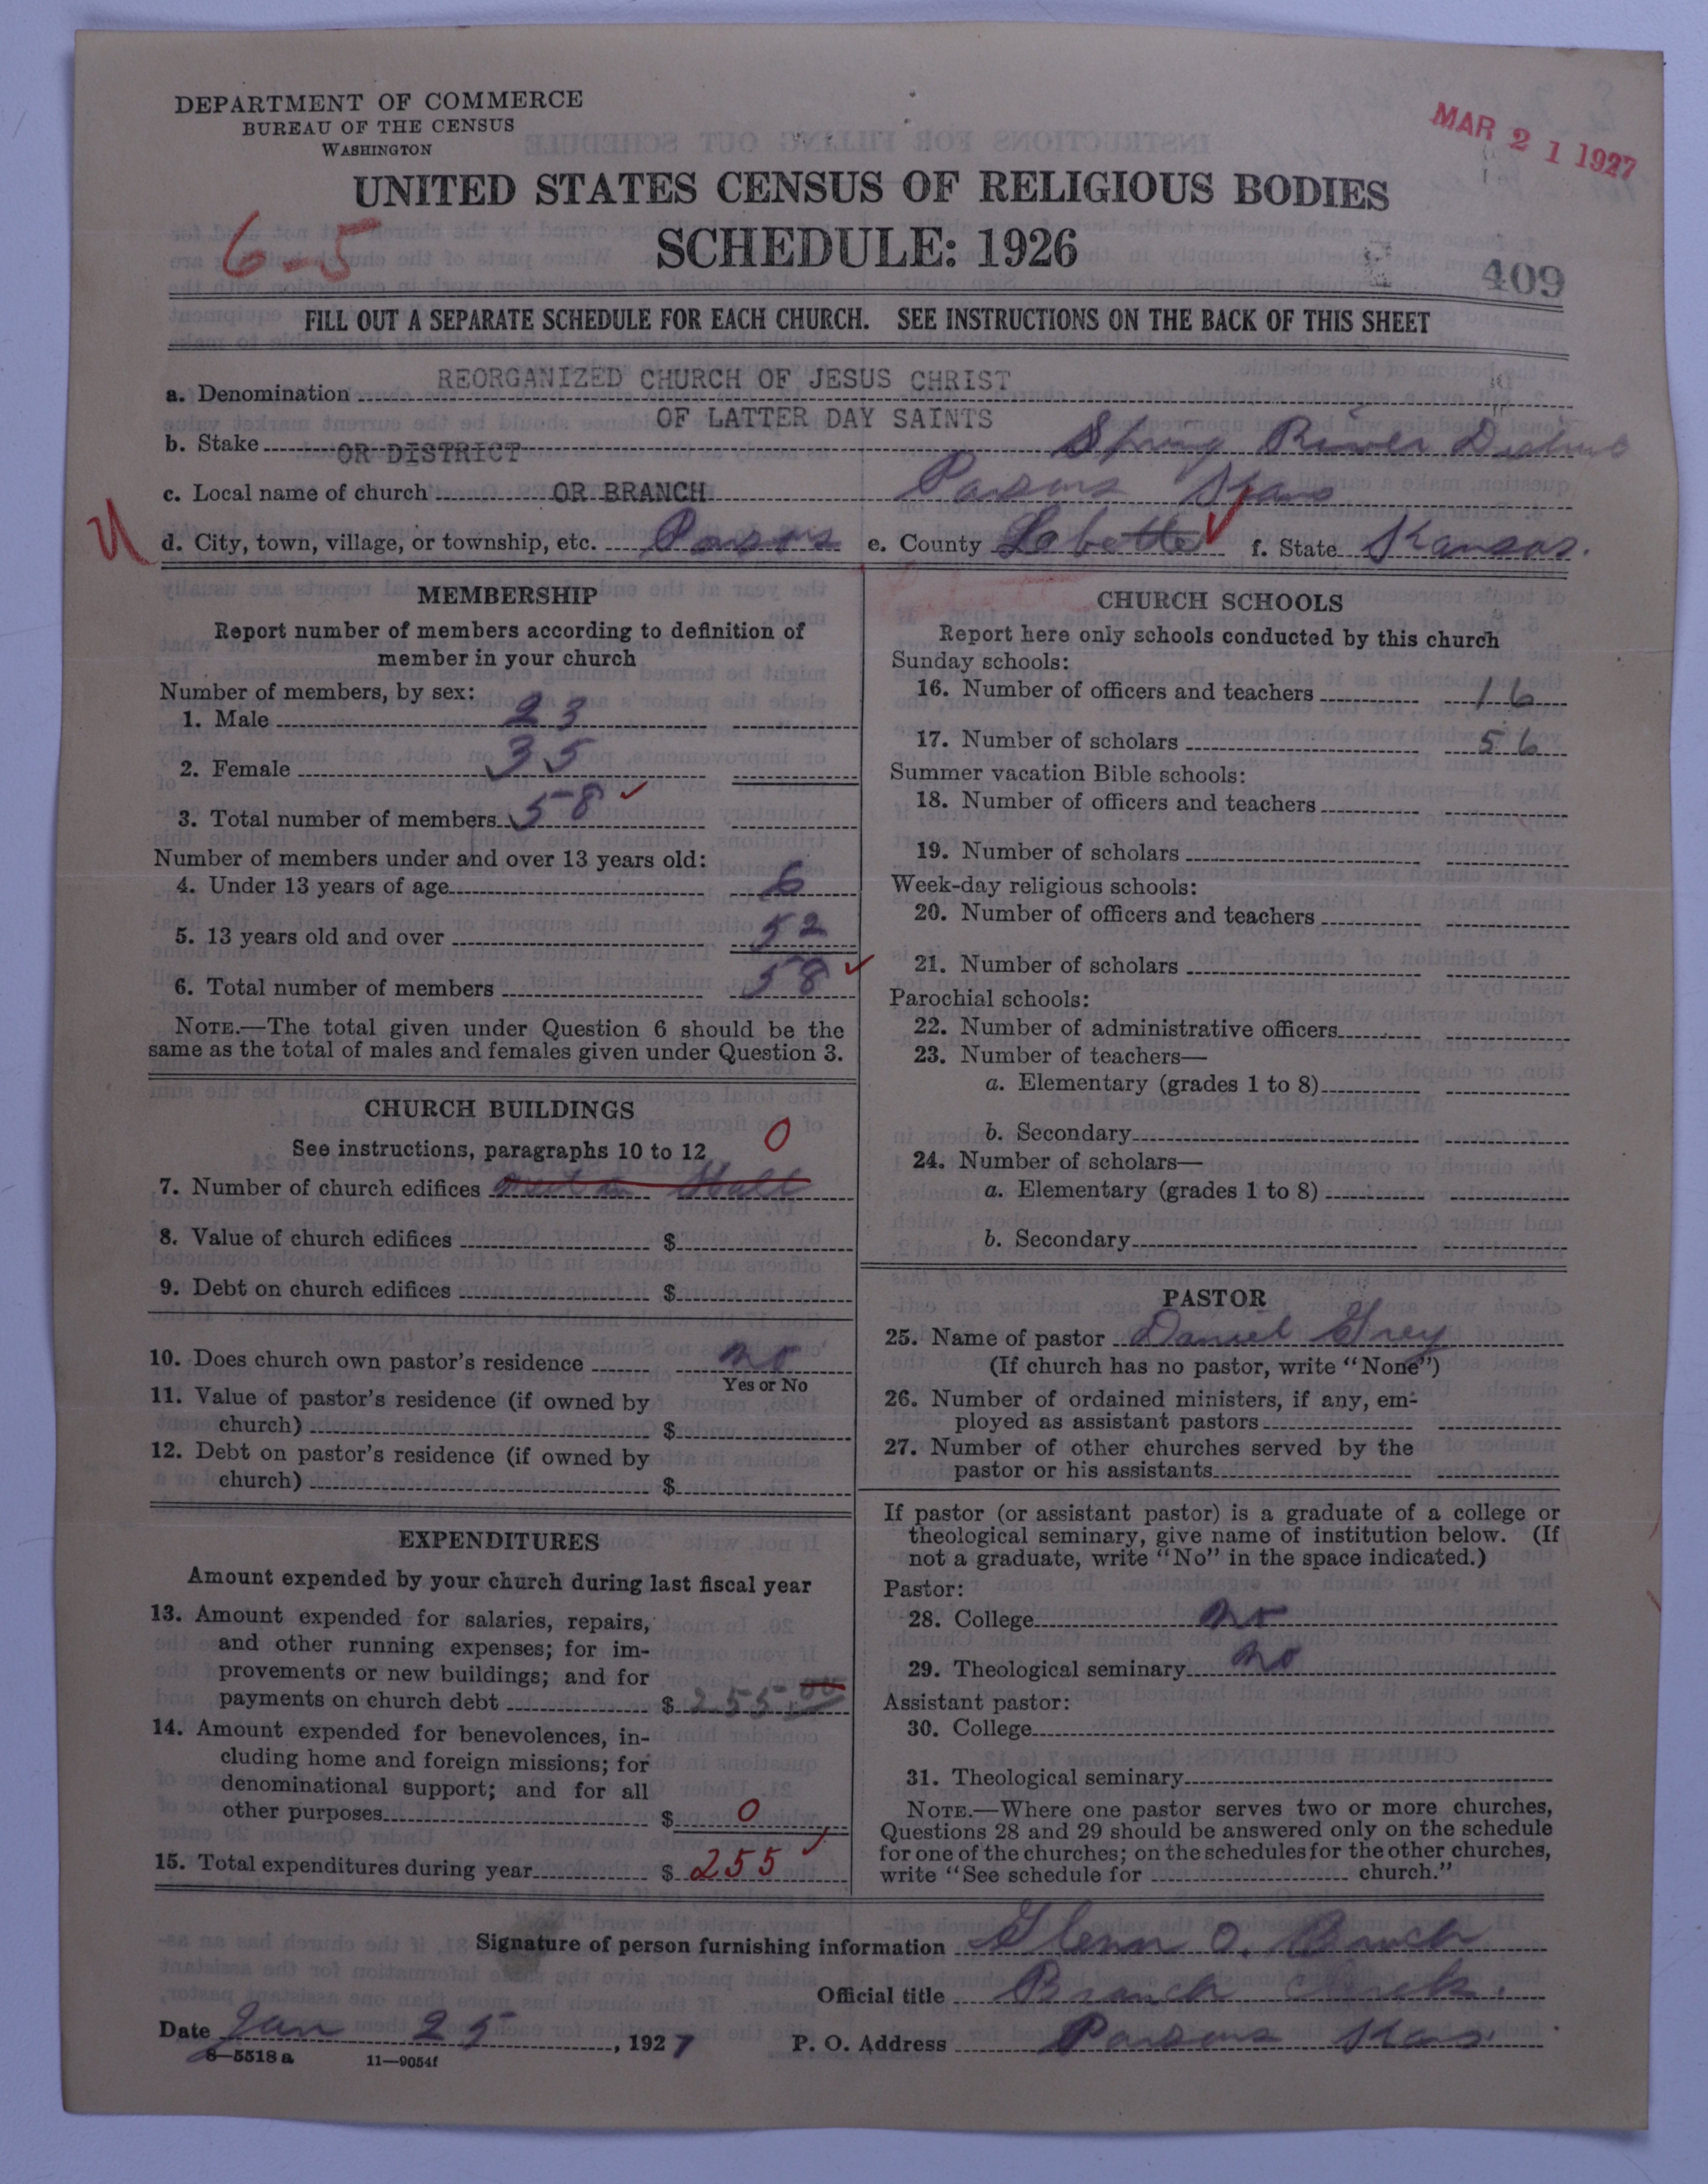 DEPARTMENT OF COMMERCE
BUREAU OF THE CENSUS
WASHINGTON
MAR 21 1927
UNITED STATES CENSUS OF RELIGIOUS BODIES
SCHEDULE: 1926
6-5
409
FILL OUT A SEPARATE SCHEDULE FOR EACH CHURCH. SEE INSTRUCTIONS ON THE BACK OF THIS SHEET
a. Denomination REORGANIZED CHURCH OF JESUS CHRIST
OF LATTER DAY SAINTS
b. Stake OR DISTRICT Spring River District
c. Local name of church OR BRANCH Parsons Kans
d. City, town, village, or township, etc. Parsons e. County Labette f. State Kansas.
MEMBERSHIP
Report number of members according to definition of
member in your church
Number of members, by sex:
1. Male 23
2. Female 35
3. Total number of members 58
Number of members under and over 13 years old:
4. Under 13 years of age 6
5. 13 years old and over 52
6. Total number of members 58
NOTE.—The total given under Question 6 should be the
same as the total of males and females given under Question 3.
CHURCH BUILDINGS
See instructions, paragraphs 10 to 12
0
7. Number of church edifices Hall
8. Value of church edifices $
9. Debt on church edifices $
10. Does church own pastor's residence no
Yes or No
11. Value of pastor's residence (if owned by
church) $
12. Debt on pastor's residence (if owned by
church) $
EXPENDITURES
Amount expended by your church during last fiscal year
13. Amount expended for salaries, repairs,
and other running expenses; for im-
provements or new buildings; and for
payments on church debt $ 255 00
14. Amount expended for benevolences, in-
cluding home and foreign missions; for
denominational support; and for all
other purposes $ 0
15. Total expenditures during year $ 255
CHURCH SCHOOLS
Report here only schools conducted by this church
Sunday schools:
16. Number of officers and teachers 16
17. Number of scholars 56
Summer vacation Bible schools:
18. Number of officers and teachers
19. Number of scholars
Week-day religious schools:
20. Number of officers and teachers
21. Number of scholars
Parochial schools:
22. Number of administrative officers
23. Number of teachers—
a. Elementary (grades 1 to 8)
b. Secondary
24. Number of scholars—
a. Elementary (grades 1 to 8)
b. Secondary
PASTOR
25. Name of pastor Daniel Grey
(If church has no pastor, write "None")
26. Number of ordained ministers, if any, em-
ployed as assistant pastors
27. Number of other churches served by the
pastor or his assistants
If pastor (or assistant pastor) is a graduate of a college or
theological seminary, give name of institution below. (If
not a graduate, write "No" in the space indicated.)
Pastor:
28. College no
29. Theological seminary no
Assistant pastor:
30. College
31. Theological seminary
NOTE.—Where one pastor serves two or more churches,
Questions 28 and 29 should be answered only on the schedule
for one of the churches; on the schedules for the other churches,
write "See schedule for church."
Signature of person furnishing information Glenn O.
Official title Branch Clerk.
Date Jan 25, 1927 P. O. Address Parsons Kas.
8—5518 a 11—9054f